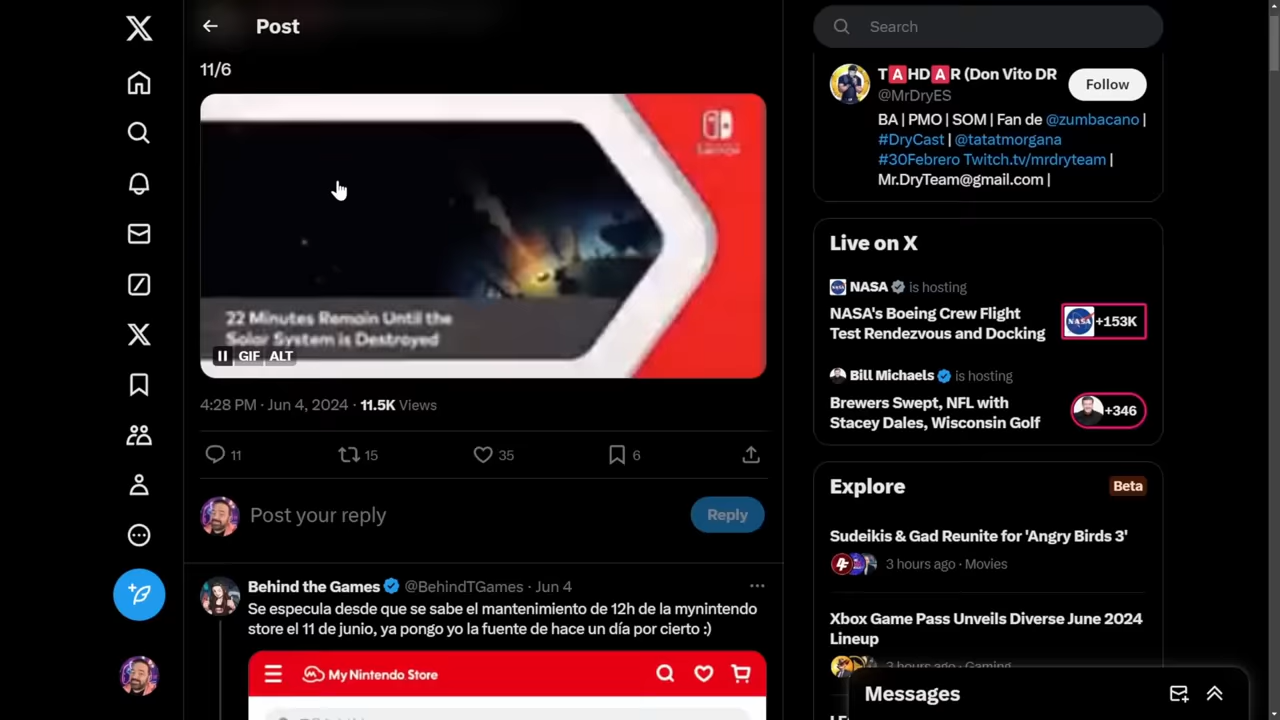 Post
11/6
22 Minutes Remain Until the
Solar System is Destroyed
GIF ALT
4:28 PM · Jun 4, 2024 · 11.5K Views
11
15
35
6
Post your reply
Reply
Behind the Games @BehindTGames · Jun 4
Se especula desde que se sabe el mantenimiento de 12h de la mynintendo
store el 11 de junio, ya pongo yo la fuente de hace un día por cierto :)
My Nintendo Store
Search
T🅰HD🅰R (Don Vito DR
@MrDryES
Follow
BA | PMO | SOM | Fan de @zumbacano |
#DryCast | @tatatmorgana
#30Febrero Twitch.tv/mrdryteam |
Mr.DryTeam@gmail.com |
Live on X
NASA is hosting
NASA's Boeing Crew Flight
Test Rendezvous and Docking
NASA
+153K
Bill Michaels is hosting
Brewers Swept, NFL with
Stacey Dales, Wisconsin Golf
+346
Explore
Beta
Sudeikis & Gad Reunite for 'Angry Birds 3'
3 hours ago · Movies
Xbox Game Pass Unveils Diverse June 2024
Lineup
3 hours ago · Gaming
Messages